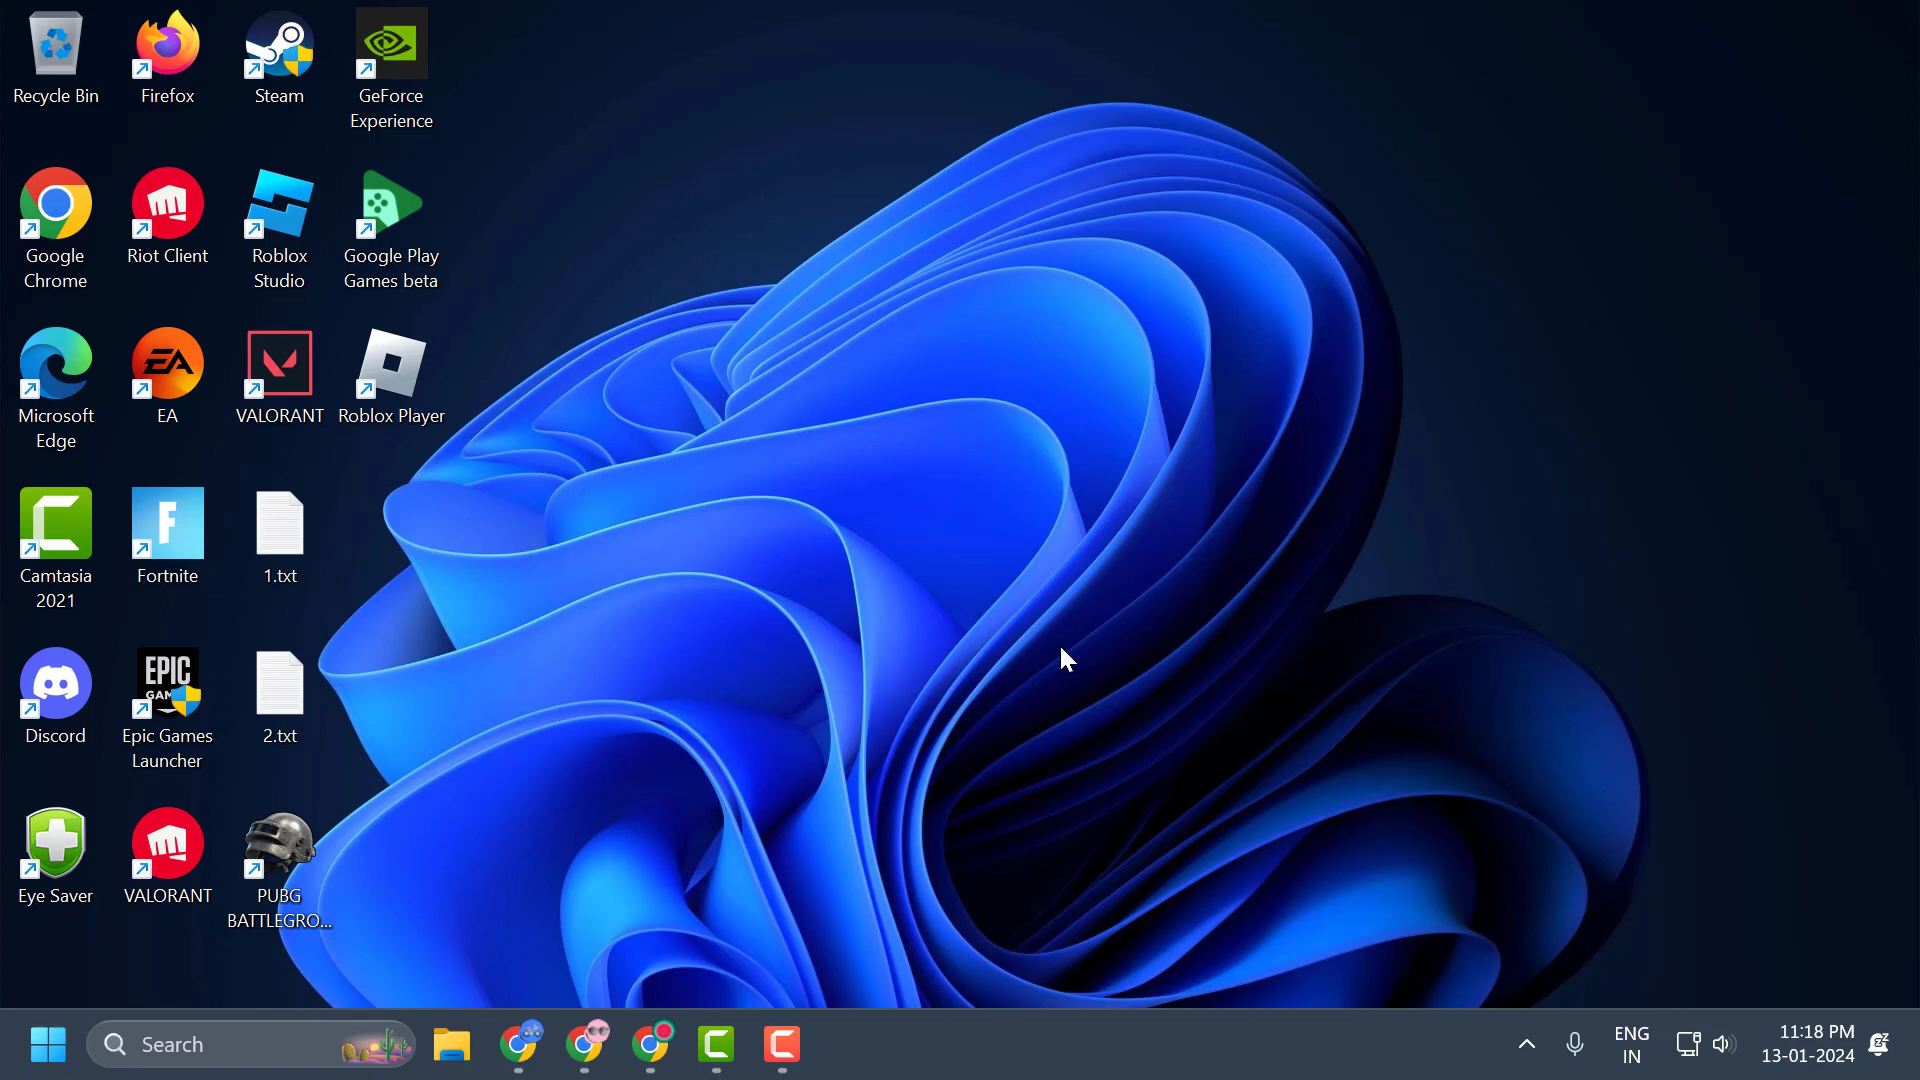 Recycle Bin
Firefox
Steam
GeForce
Experience
Google
Chrome
Riot Client
Roblox
Studio
Google Play
Games beta
Microsoft
Edge
EA
EA
VALORANT
Roblox Player
Camtasia
2021
F
Fortnite
1.txt
Discord
EPIC
GAM
Epic Games
Launcher
2.txt
Eye Saver
VALORANT
PUBG
BATTLEGRO...
Search
ENG
IN
11:18 PM
13-01-2024